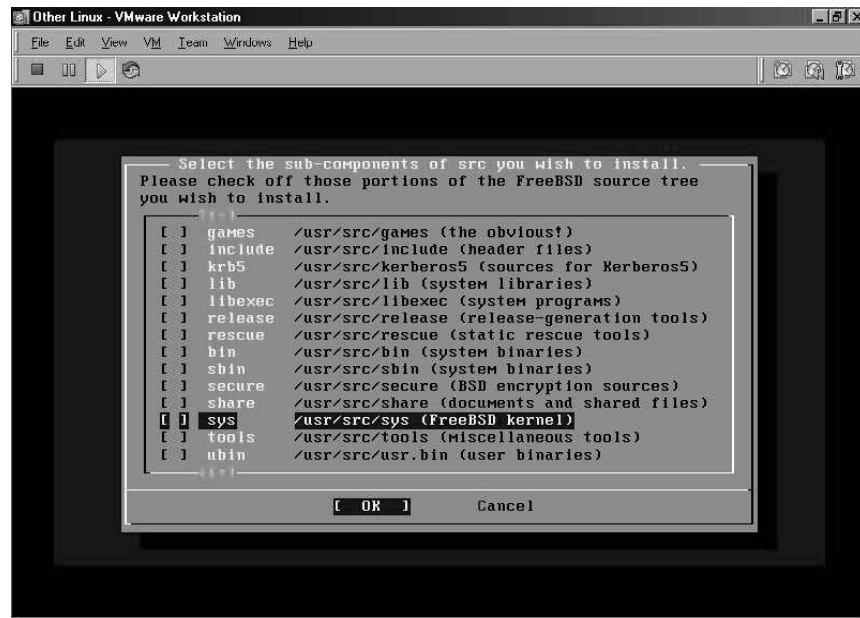 Other Linux - VMware Workstation
File Edit View VM Team Windows Help
Select the sub-components of src you wish to install.
Please check off those portions of the FreeBSD source tree
you wish to install.
[ ] games /usr/src/games (the obvious!)
[ ] include /usr/src/include (header files)
[ ] krb5 /usr/src/kerberos5 (sources for Kerberos5)
[ ] lib /usr/src/lib (system libraries)
[ ] libexec /usr/src/libexec (system programs)
[ ] release /usr/src/release (release-generation tools)
[ ] rescue /usr/src/rescue (static rescue tools)
[ ] bin /usr/src/bin (system binaries)
[ ] sbin /usr/src/sbin (system binaries)
[ ] secure /usr/src/secure (BSD encryption sources)
[ ] share /usr/src/share (documents and shared files)
[ ] sys /usr/src/sys (FreeBSD kernel)
[ ] tools /usr/src/tools (miscellaneous tools)
[ ] ubin /usr/src/usr.bin (user binaries)
[ OK ] Cancel